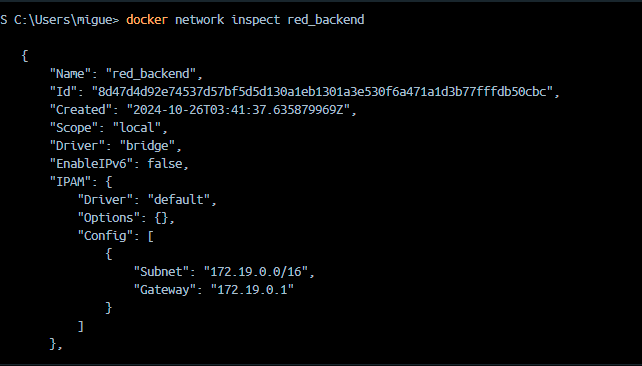 S C:\Users\migue> docker network inspect red_backend
{
"Name": "red_backend",
"Id": "8d47d4d92e74537d57bf5d5d130a1eb1301a3e530f6a471a1d3b77fffdb50cbc",
"Created": "2024-10-26T03:41:37.635879969Z",
"Scope": "local",
"Driver": "bridge",
"EnableIPv6": false,
"IPAM": {
"Driver": "default",
"Options": {},
"Config": [
{
"Subnet": "172.19.0.0/16",
"Gateway": "172.19.0.1"
}
]
},